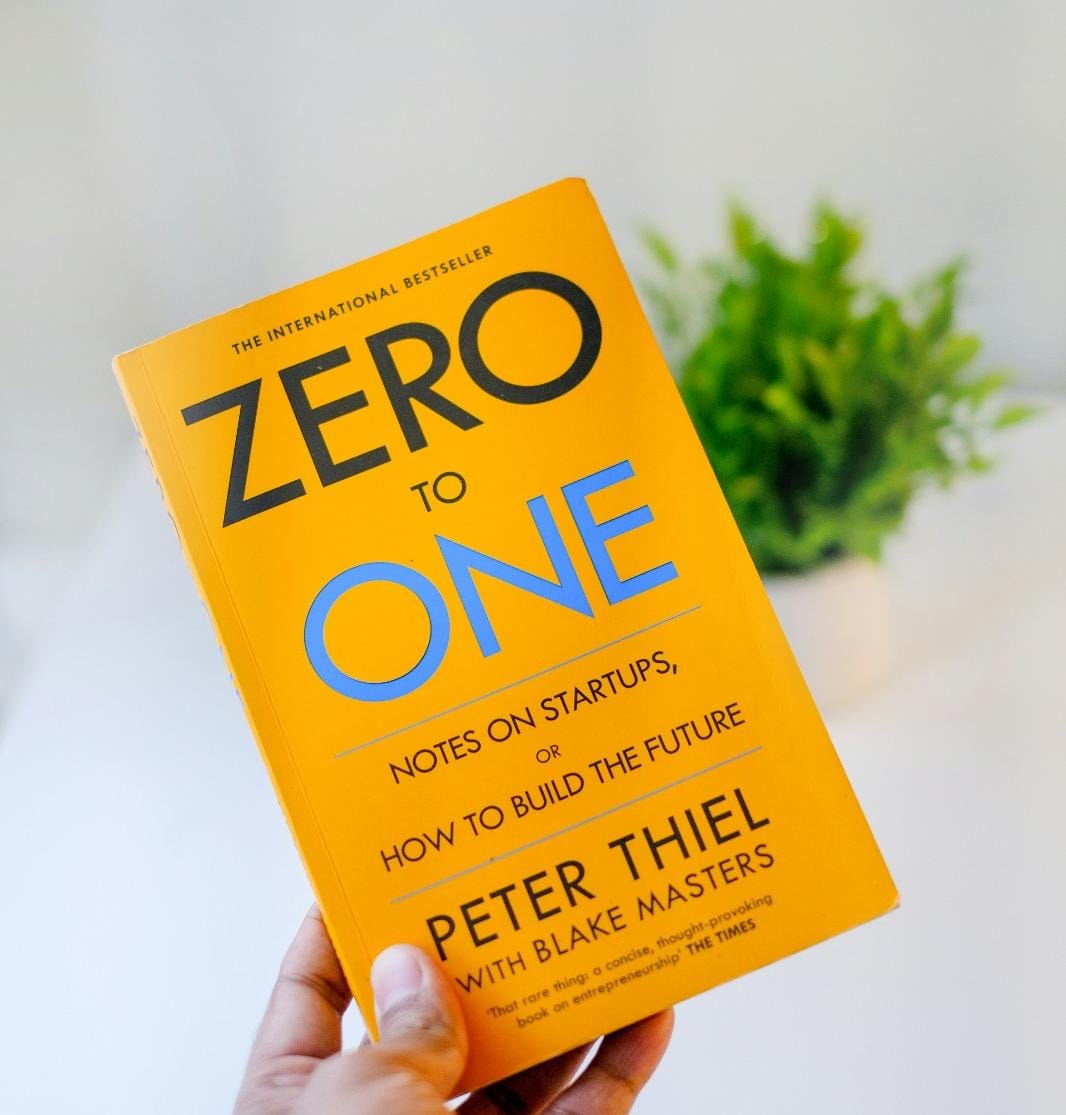 THE INTERNATIONAL BESTSELLER
ZERO
TO
ONE
NOTES ON STARTUPS,
OR
HOW TO BUILD THE FUTURE
PETER THIEL
WITH BLAKE MASTERS
'That rare thing: a concise, thought-provoking
book on entrepreneurship' THE TIMES